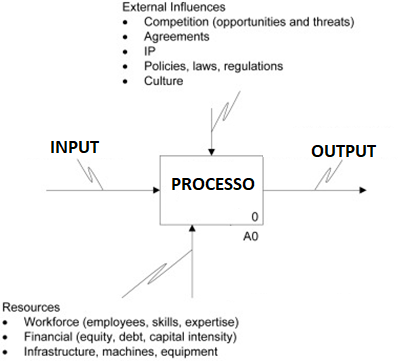 External Influences
• Competition (opportunities and threats)
• Agreements
• IP
• Policies, laws, regulations
• Culture
INPUT
PROCESSO
OUTPUT
0
A0
Resources
• Workforce (employees, skills, expertise)
• Financial (equity, debt, capital intensity)
• Infrastructure, machines, equipment